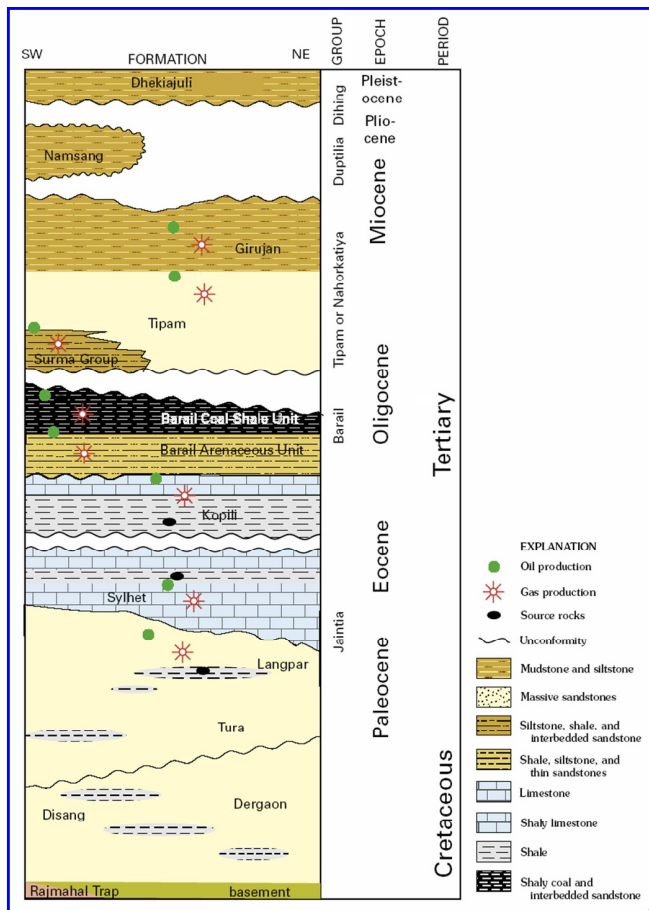 SW
FORMATION
NE
GROUP
EPOCH
PERIOD
Dhekiajuli
Dihing
Pleist-
ocene
Plio-
cene
Namsang
Duptilia
Miocene
Girujan
Tipam or Nahorkatiya
Tipam
Surma Group
Barail Coal-Shale Unit
Barail
Oligocene
Tertiary
Barail Arenaceous Unit
Kopili
Eocene
Sylhet
Jaintia
Langpar
Paleocene
Tura
Cretaceous
Disang
Dergaon
Rajmahal Trap
basement
EXPLANATION
Oil production
Gas production
Source rocks
Unconformity
Mudstone and siltstone
Massive sandstones
Siltstone, shale, and
interbedded sandstone
Shale, siltstone, and
thin sandstones
Limestone
Shaly limestone
Shale
Shaly coal and
interbedded sandstone